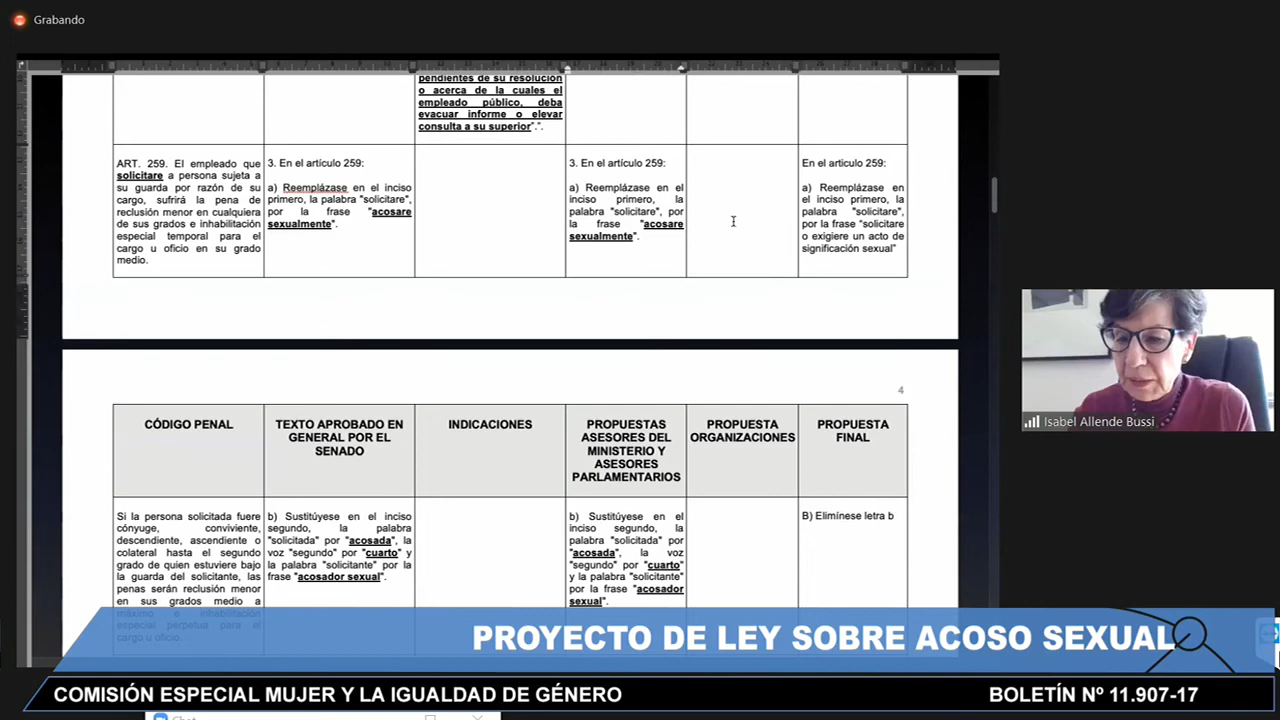 Grabando
pendientes de su resolución
o acerca de la cuales el
empleado público, deba
evacuar informe o elevar
consulta a su superior".".
ART. 259. El empleado que
solicitare a persona sujeta a
su guarda por razón de su
cargo, sufrirá la pena de
reclusión menor en cualquiera
de sus grados e inhabilitación
especial temporal para el
cargo u oficio en su grado
medio.
3. En el artículo 259:
a) Reemplázase en el inciso
primero, la palabra "solicitare",
por la frase "acosare
sexualmente".
3. En el artículo 259:
a) Reemplázase en el
inciso primero, la
palabra "solicitare", por
la frase "acosare
sexualmente".
En el articulo 259:
a) Reemplázase en
el inciso primero, la
palabra "solicitare",
por la frase "solicitare
o exigiere un acto de
significación sexual"
4
CÓDIGO PENAL
TEXTO APROBADO EN
GENERAL POR EL
SENADO
INDICACIONES
PROPUESTAS
ASESORES DEL
MINISTERIO Y
ASESORES
PARLAMENTARIOS
PROPUESTA
ORGANIZACIONES
PROPUESTA
FINAL
Si la persona solicitada fuere
cónyuge, conviviente,
descendiente, ascendiente o
colateral hasta el segundo
grado de quien estuviere bajo
la guarda del solicitante, las
penas serán reclusión menor
en sus grados medio a
máximo e inhabilitación
especial perpetua para el
cargo u oficio.
b) Sustitúyese en el inciso
segundo, la palabra
"solicitada" por "acosada", la
voz "segundo" por "cuarto" y
la palabra "solicitante" por la
frase "acosador sexual".
b) Sustitúyese en el
inciso segundo, la
palabra "solicitada" por
"acosada", la voz
"segundo" por "cuarto"
y la palabra "solicitante"
por la frase "acosador
sexual".
B) Elimínese letra b
Isabel Allende Bussi
PROYECTO DE LEY SOBRE ACOSO SEXUAL
COMISIÓN ESPECIAL MUJER Y LA IGUALDAD DE GÉNERO
BOLETÍN Nº 11.907-17
Chat